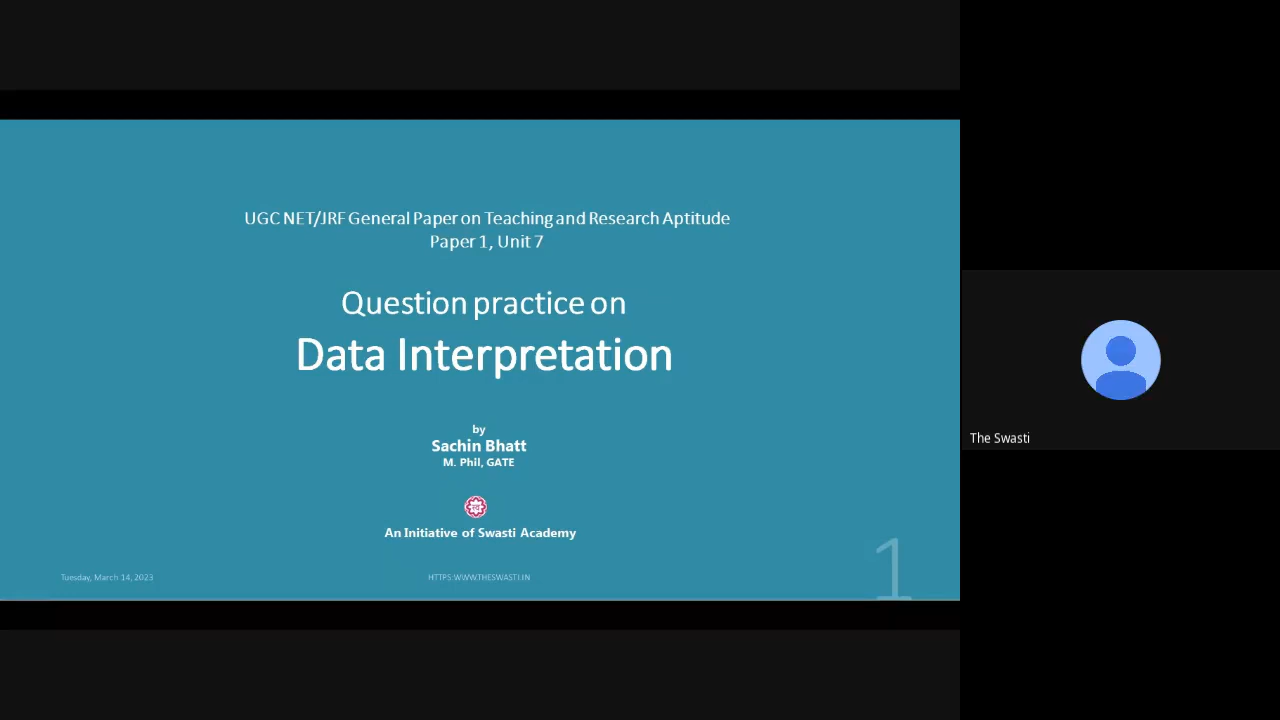 UGC NET/JRF General Paper on Teaching and Research Aptitude
Paper 1, Unit 7
Question practice on
Data Interpretation
by
Sachin Bhatt
M. Phil, GATE
An Initiative of Swasti Academy
Tuesday, March 14, 2023
HTTPS:WWW.THESWASTI.IN
1
The Swasti